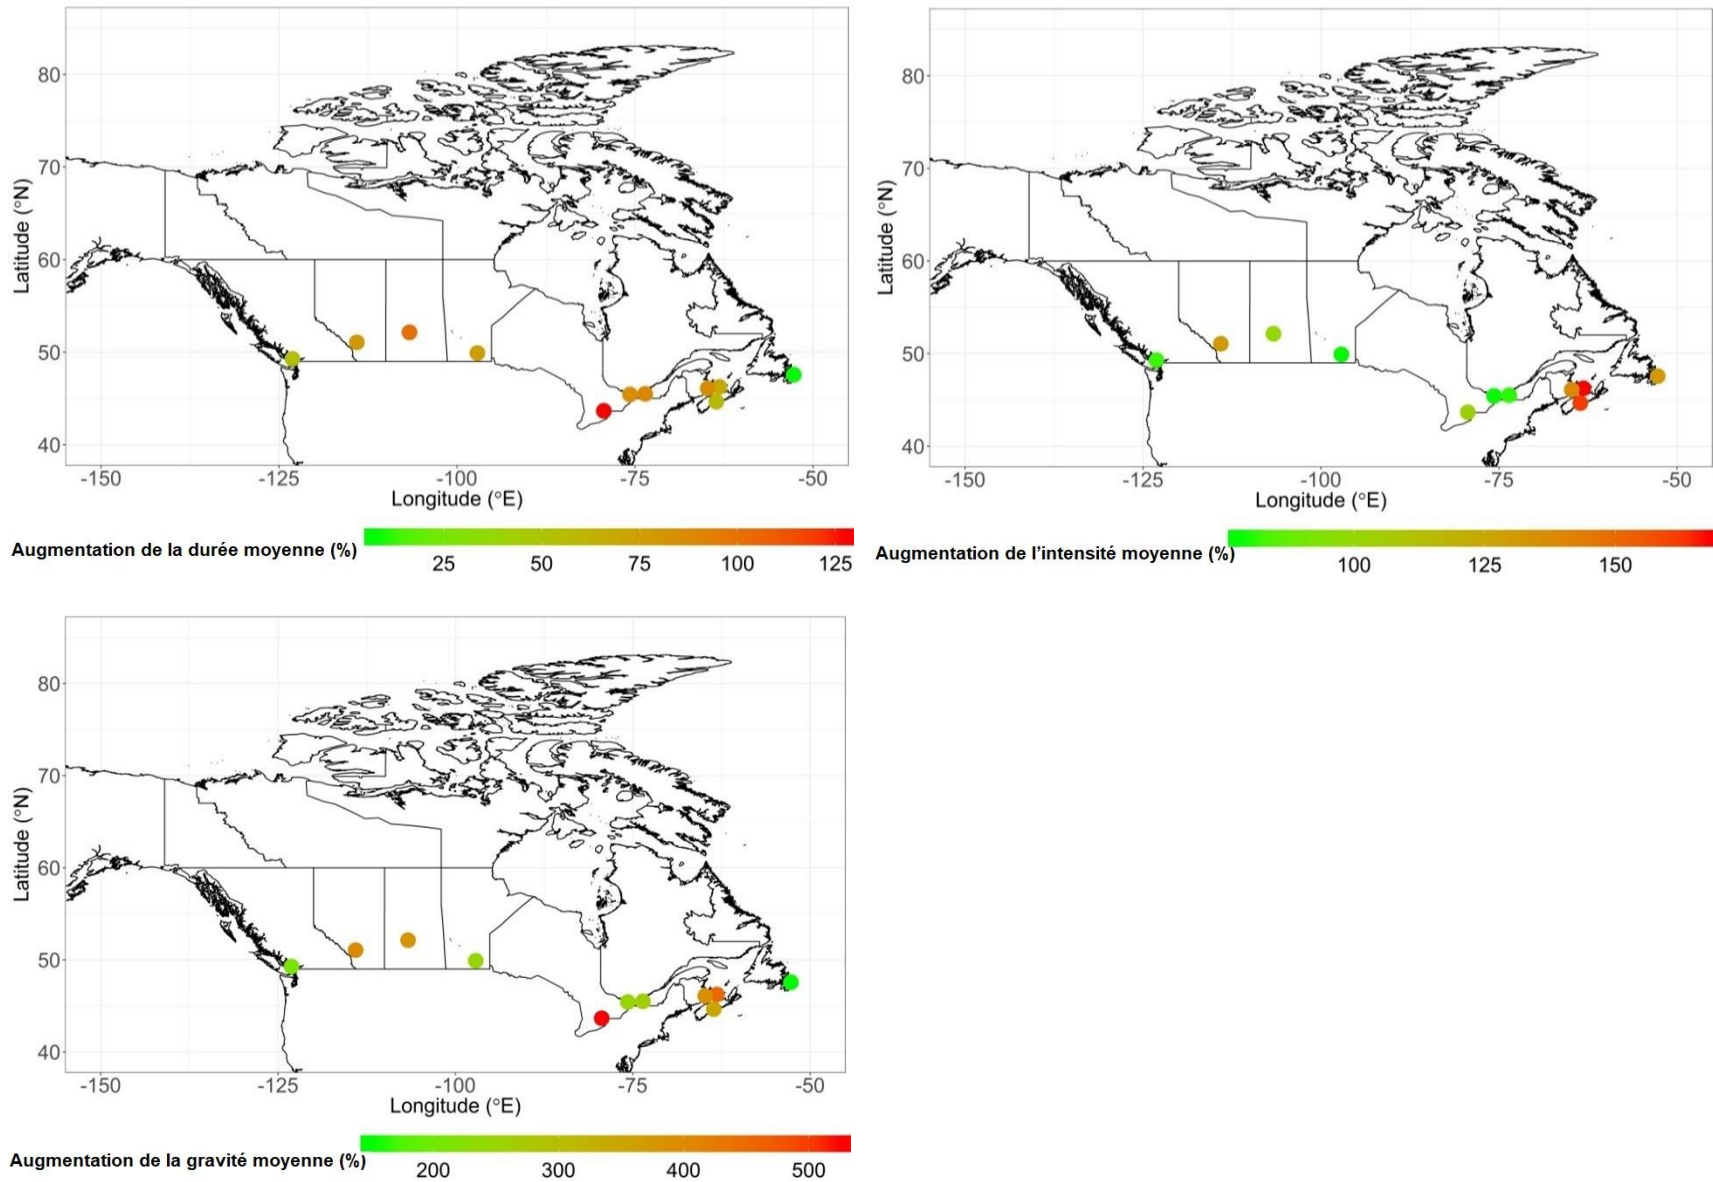 80
70
60
50
40
Latitude (°N)
-150 -125 -100 -75 -50
Longitude (°E)
Augmentation de la durée moyenne (%)
25 50 75 100 125
80
70
60
50
40
Latitude (°N)
-150 -125 -100 -75 -50
Longitude (°E)
Augmentation de l'intensité moyenne (%)
100 125 150
80
70
60
50
40
Latitude (°N)
-150 -125 -100 -75 -50
Longitude (°E)
Augmentation de la gravité moyenne (%)
200 300 400 500